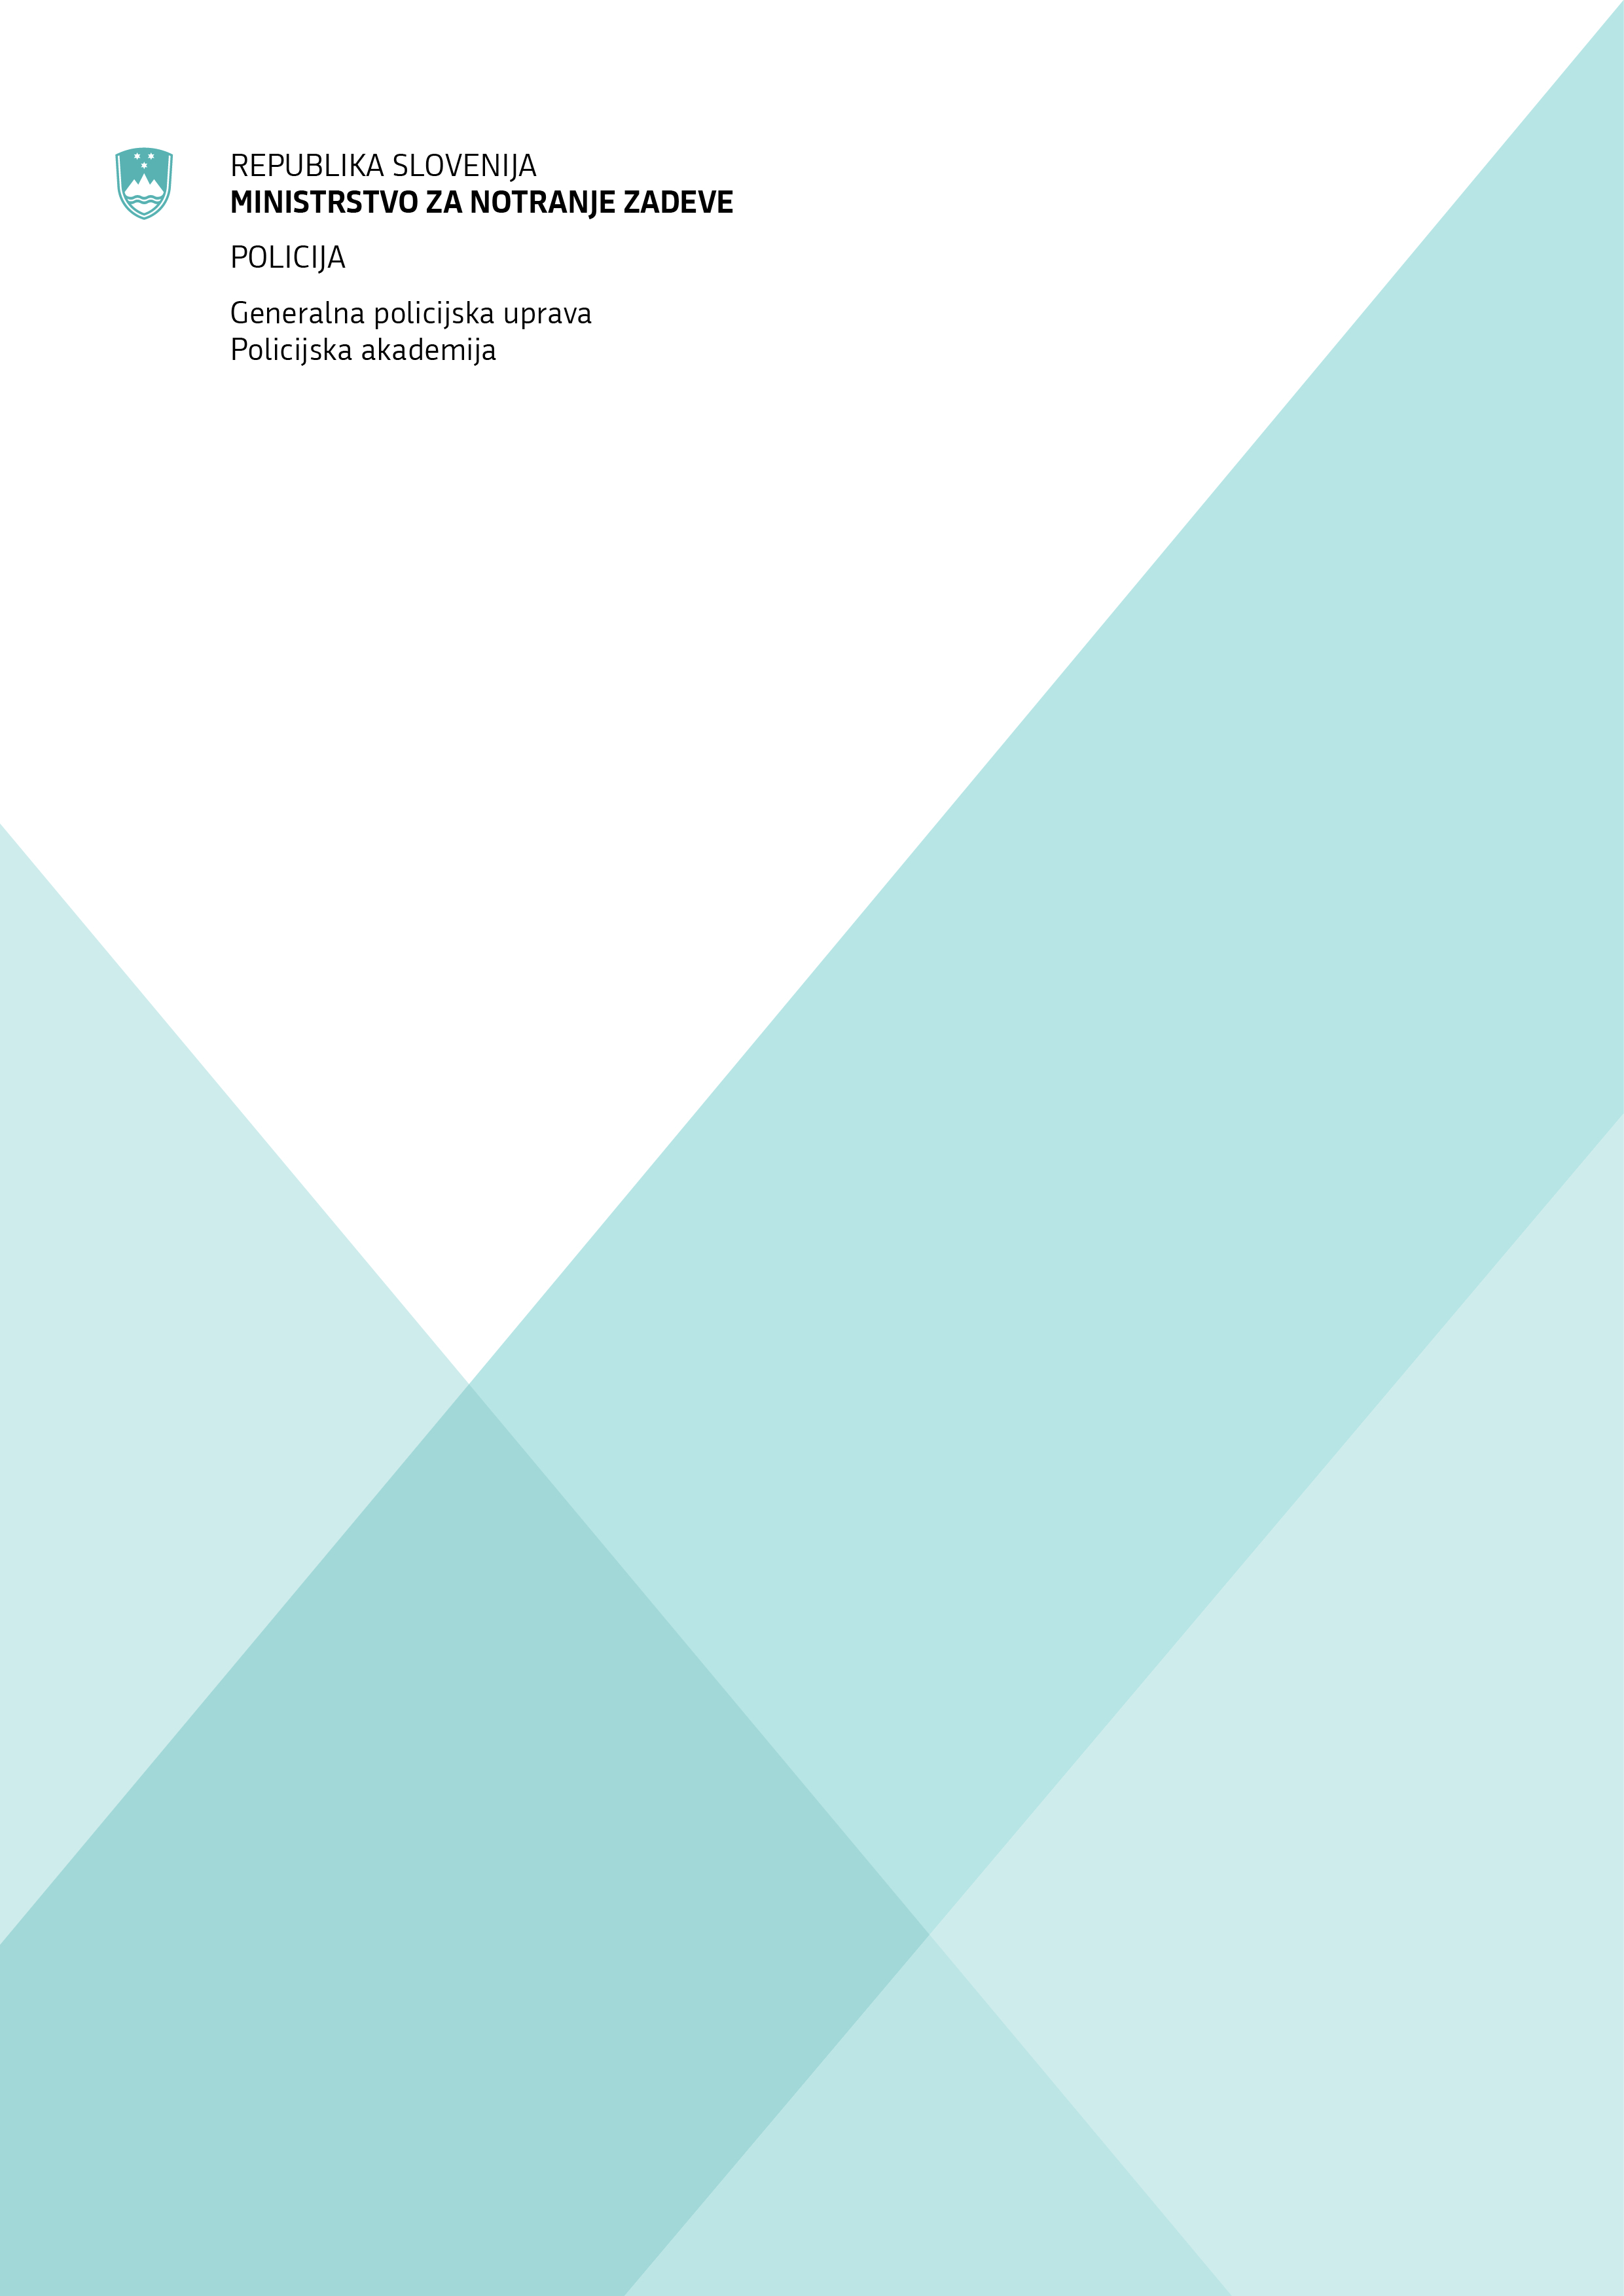 REPUBLIKA SLOVENIJA
MINISTRSTVO ZA NOTRANJE ZADEVE
POLICIJA
Generalna policijska uprava
Policijska akademija